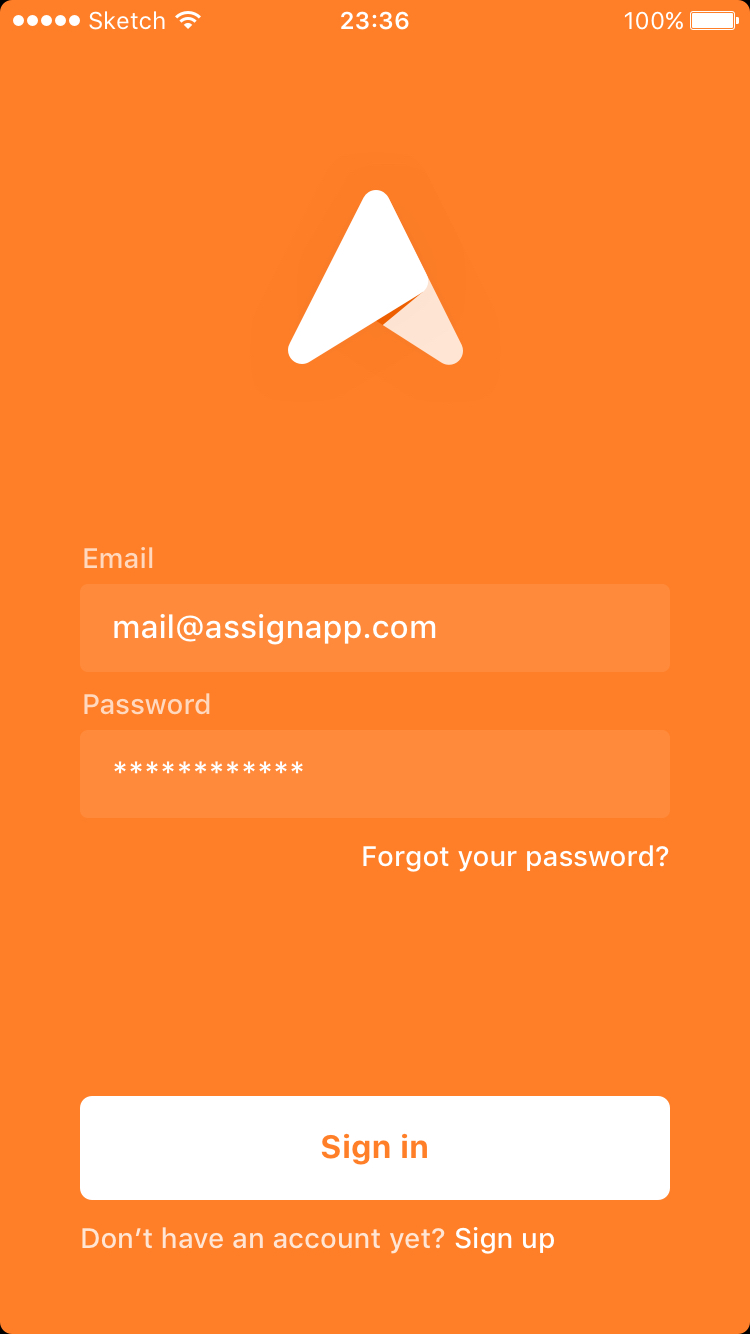 Sketch 23:36 100%
Email
mail@assignapp.com
Password
************
Forgot your password?
Sign in
Don’t have an account yet? Sign up